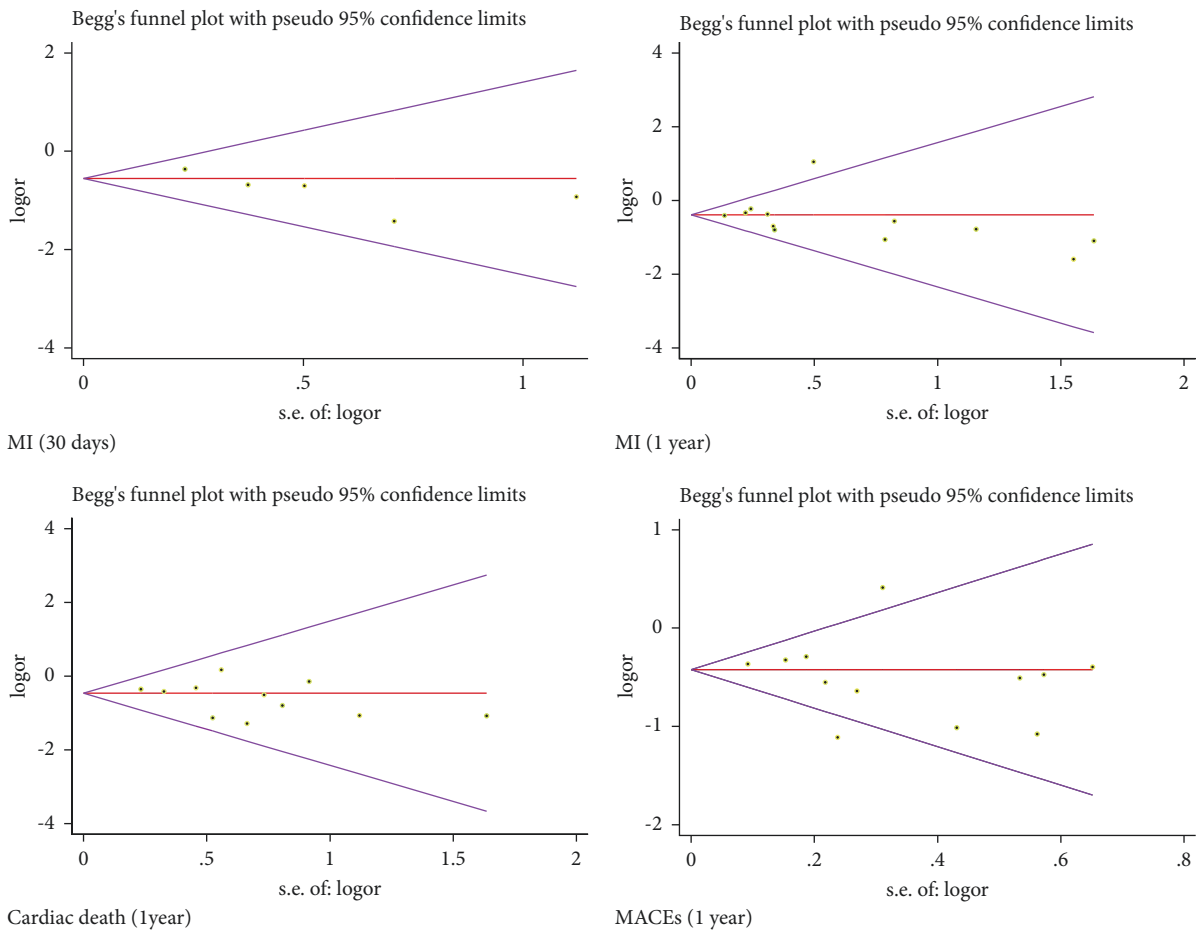 Begg's funnel plot with pseudo 95% confidence limits
2
0
-2
-4
logor
0
.5
1
s.e. of: logor
MI (30 days)
Begg's funnel plot with pseudo 95% confidence limits
4
2
0
-2
-4
logor
0
.5
1
1.5
2
s.e. of: logor
MI (1 year)
Begg's funnel plot with pseudo 95% confidence limits
4
2
0
-2
-4
logor
0
.5
1
1.5
2
s.e. of: logor
Cardiac death (1year)
Begg's funnel plot with pseudo 95% confidence limits
1
0
-1
-2
logor
0
.2
.4
.6
.8
s.e. of: logor
MACEs (1 year)